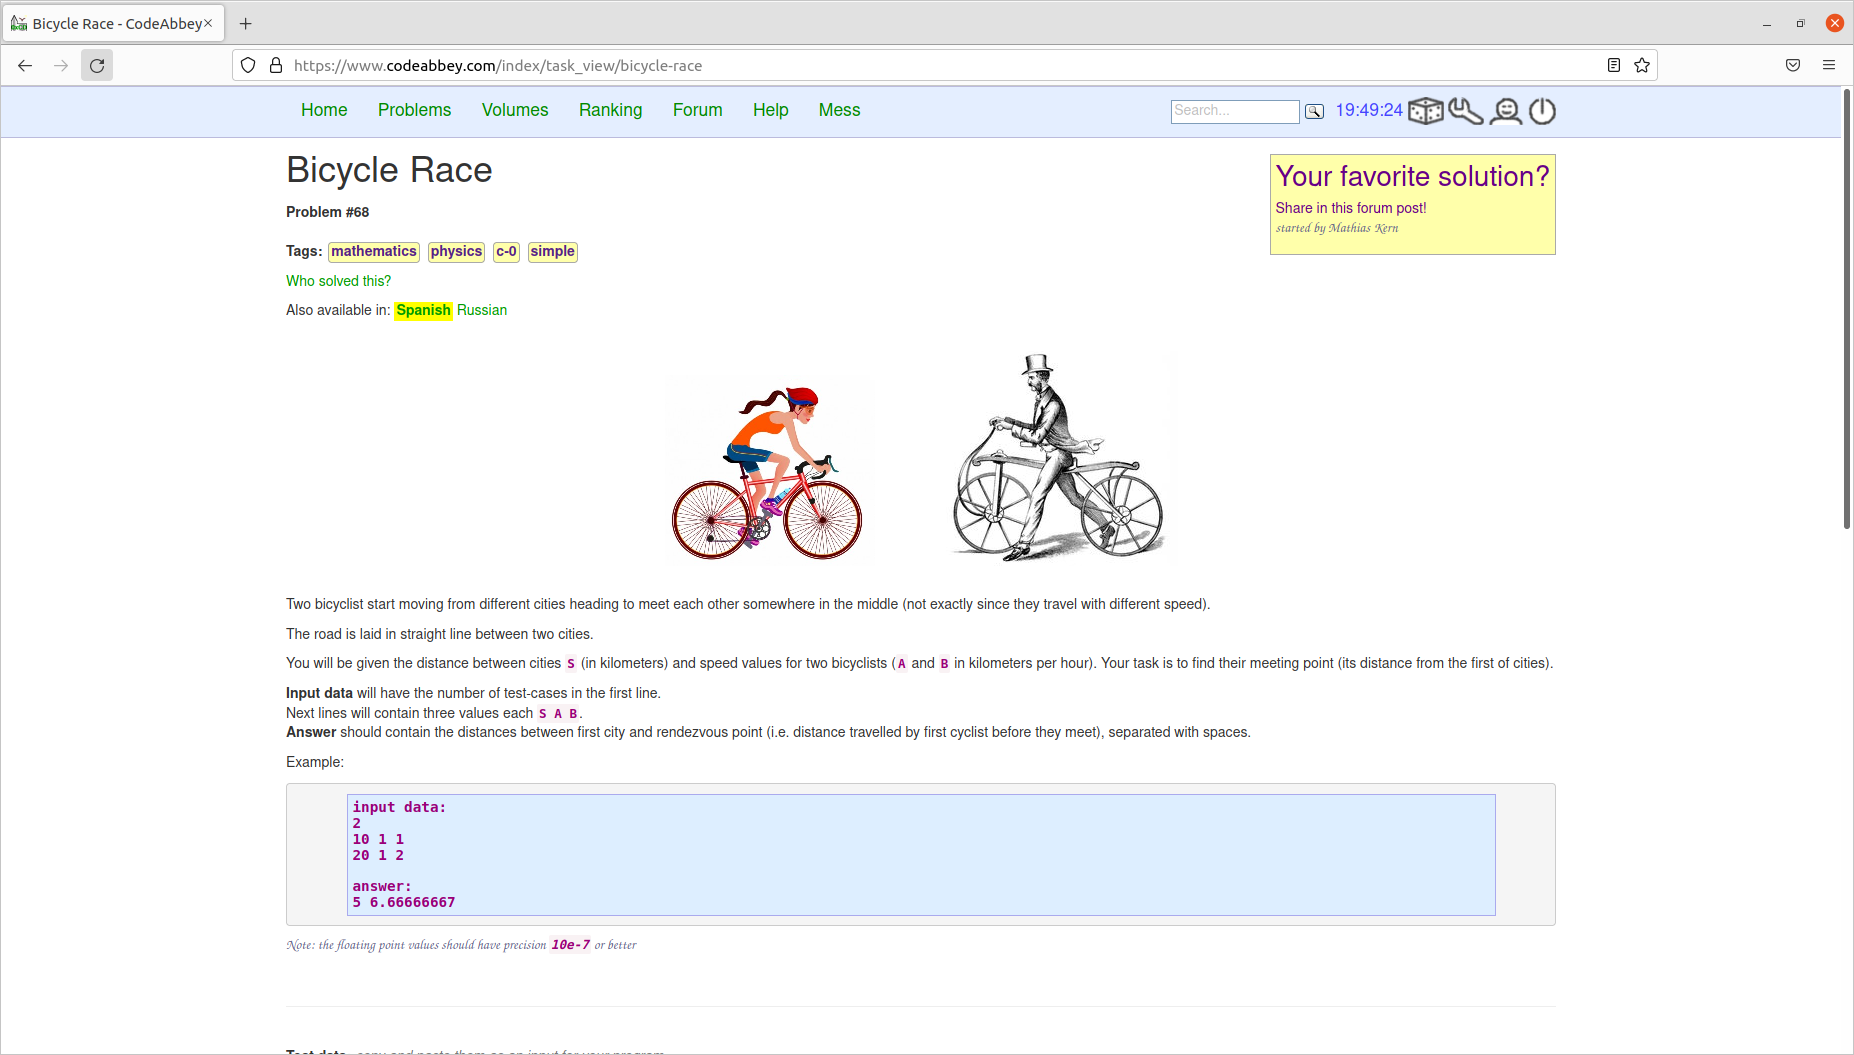 Bicycle Race - CodeAbbey
https://www.codeabbey.com/index/task_view/bicycle-race
Home Problems Volumes Ranking Forum Help Mess Search... 19:49:24
Bicycle Race
Your favorite solution?
Share in this forum post!
started by Mathias Kern
Problem #68
Tags: mathematics physics c-0 simple
Who solved this?
Also available in: Spanish Russian
Two bicyclist start moving from different cities heading to meet each other somewhere in the middle (not exactly since they travel with different speed).
The road is laid in straight line between two cities.
You will be given the distance between cities S (in kilometers) and speed values for two bicyclists (A and B in kilometers per hour). Your task is to find their meeting point (its distance from the first of cities).
Input data will have the number of test-cases in the first line.
Next lines will contain three values each S A B.
Answer should contain the distances between first city and rendezvous point (i.e. distance travelled by first cyclist before they meet), separated with spaces.
Example:
input data:
2
10 1 1
20 1 2
answer:
5 6.66666667
Note: the floating point values should have precision 10e-7 or better